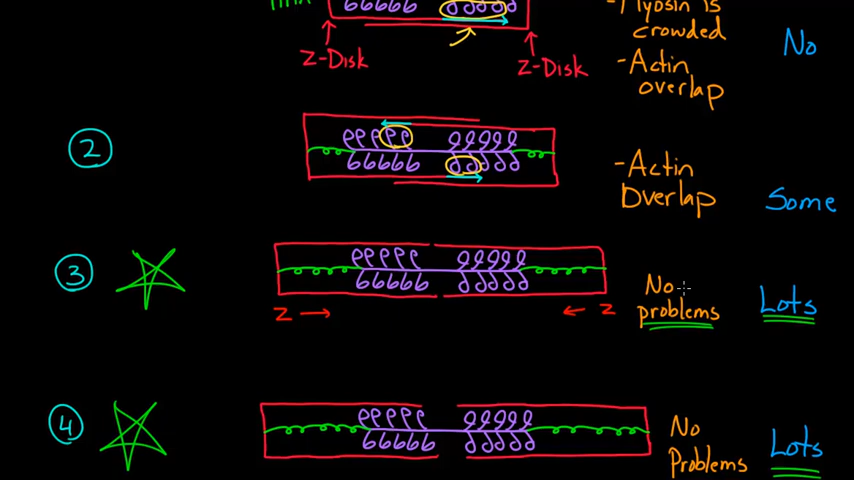 - Myosin is
crowded
Z-Disk
Z-Disk
- Actin
overlap
No
2
- Actin
Overlap
Some
3
No
problems
Lots
Z → ← Z
4
No
Problems
Lots